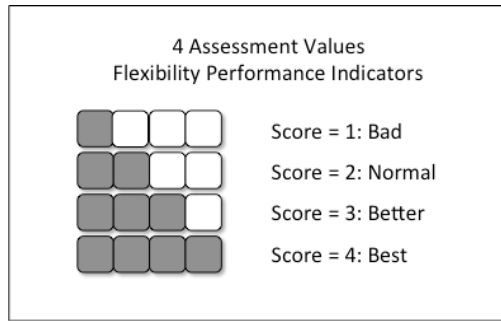 4 Assessment Values
Flexibility Performance Indicators
Score = 1: Bad
Score = 2: Normal
Score = 3: Better
Score = 4: Best